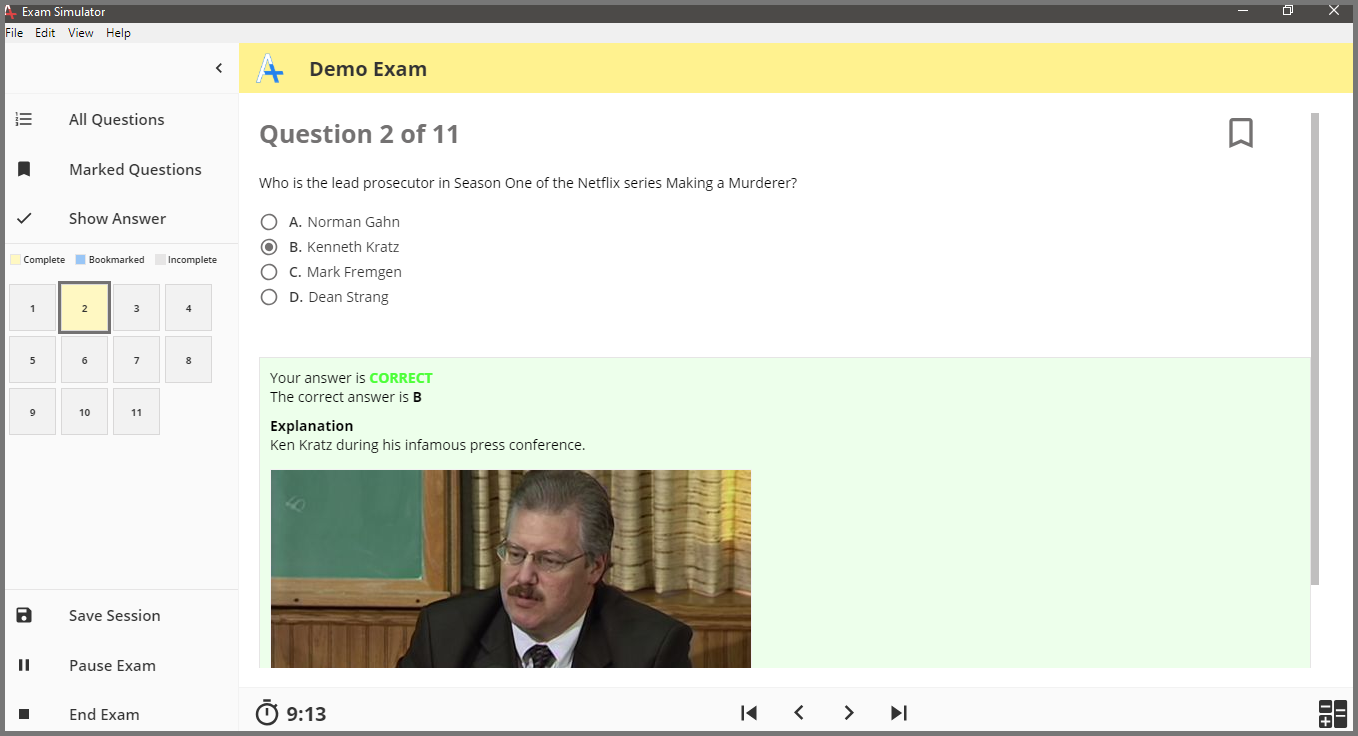 Exam Simulator
File Edit View Help
Demo Exam
All Questions
Marked Questions
Show Answer
Complete Bookmarked Incomplete
1 2 3 4
5 6 7 8
9 10 11
Save Session
Pause Exam
End Exam
Question 2 of 11
Who is the lead prosecutor in Season One of the Netflix series Making a Murderer?
A. Norman Gahn
B. Kenneth Kratz
C. Mark Fremgen
D. Dean Strang
Your answer is CORRECT
The correct answer is B
Explanation
Ken Kratz during his infamous press conference.
9:13